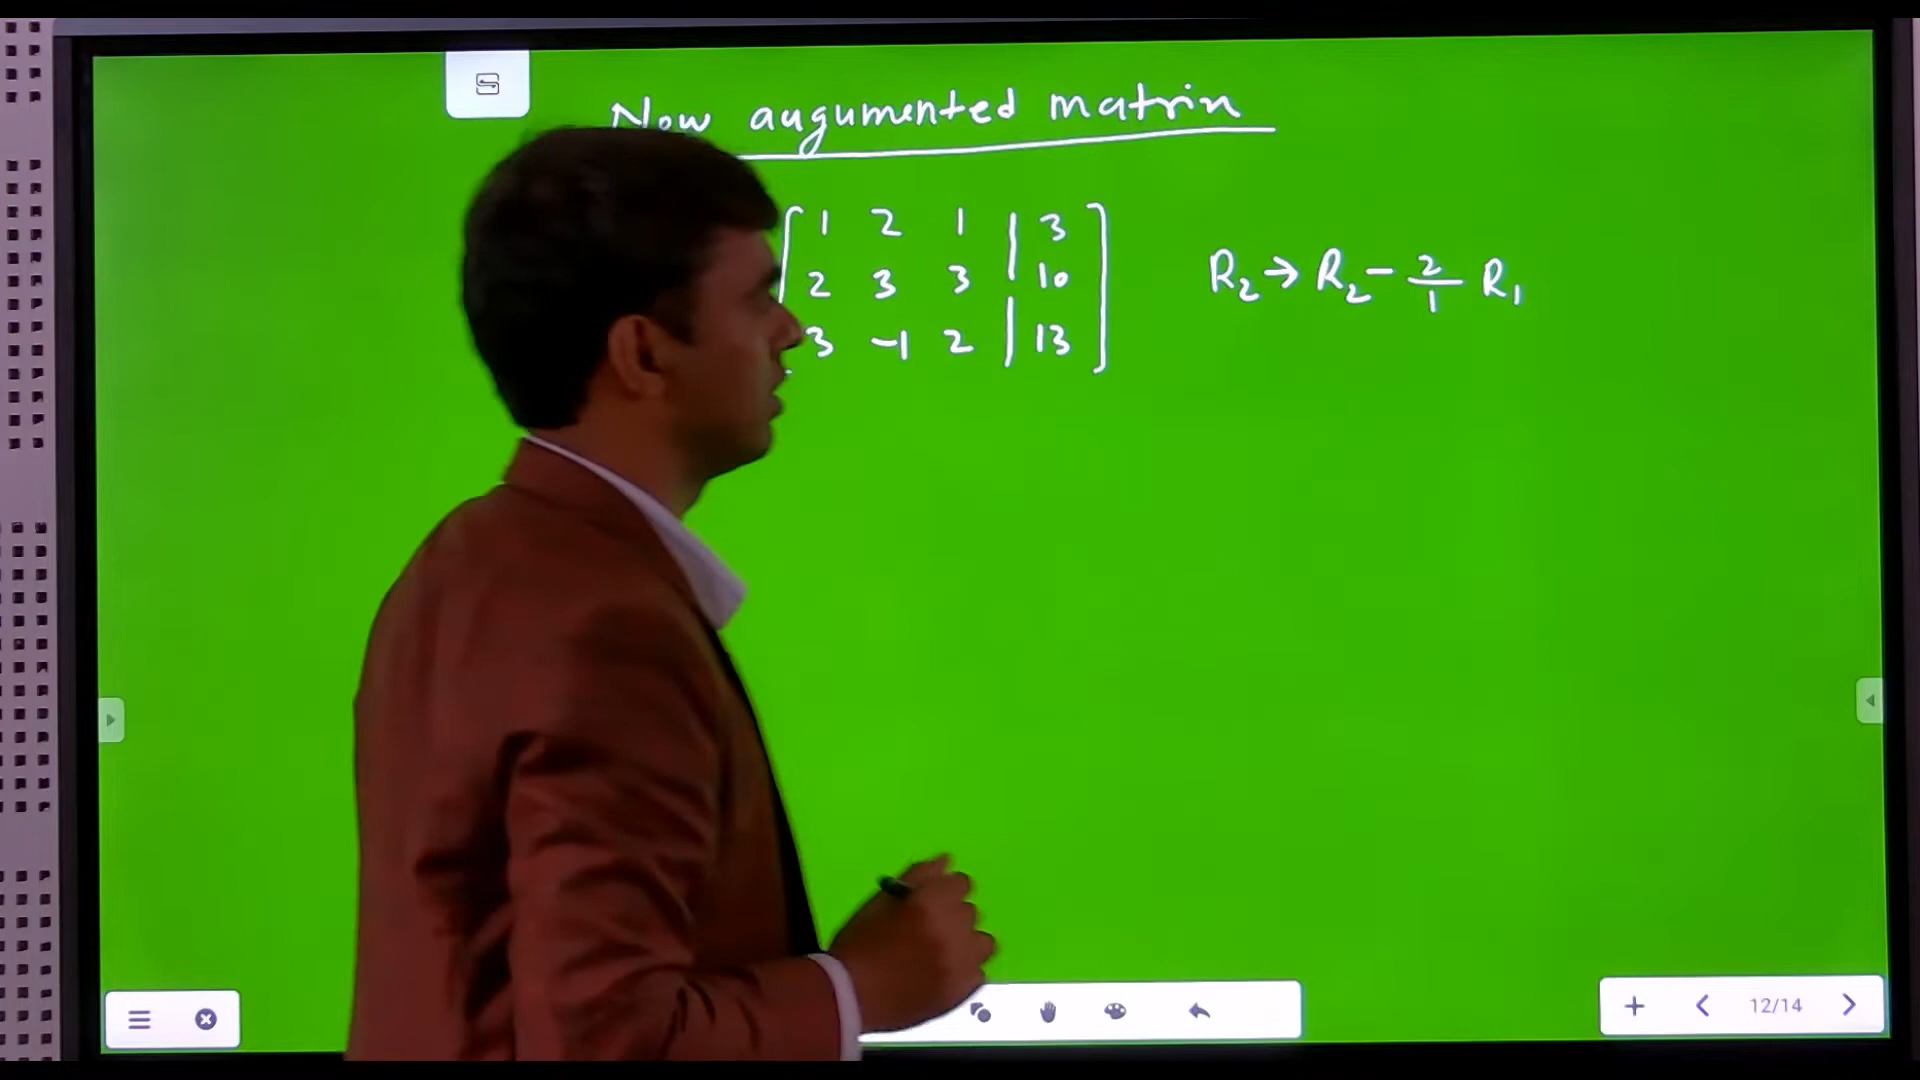 Now augumented matrix
1 2 1 | 3
2 3 3 | 10
3 -1 2 | 13
R₂ → R₂ - 2/1 R₁
12/14